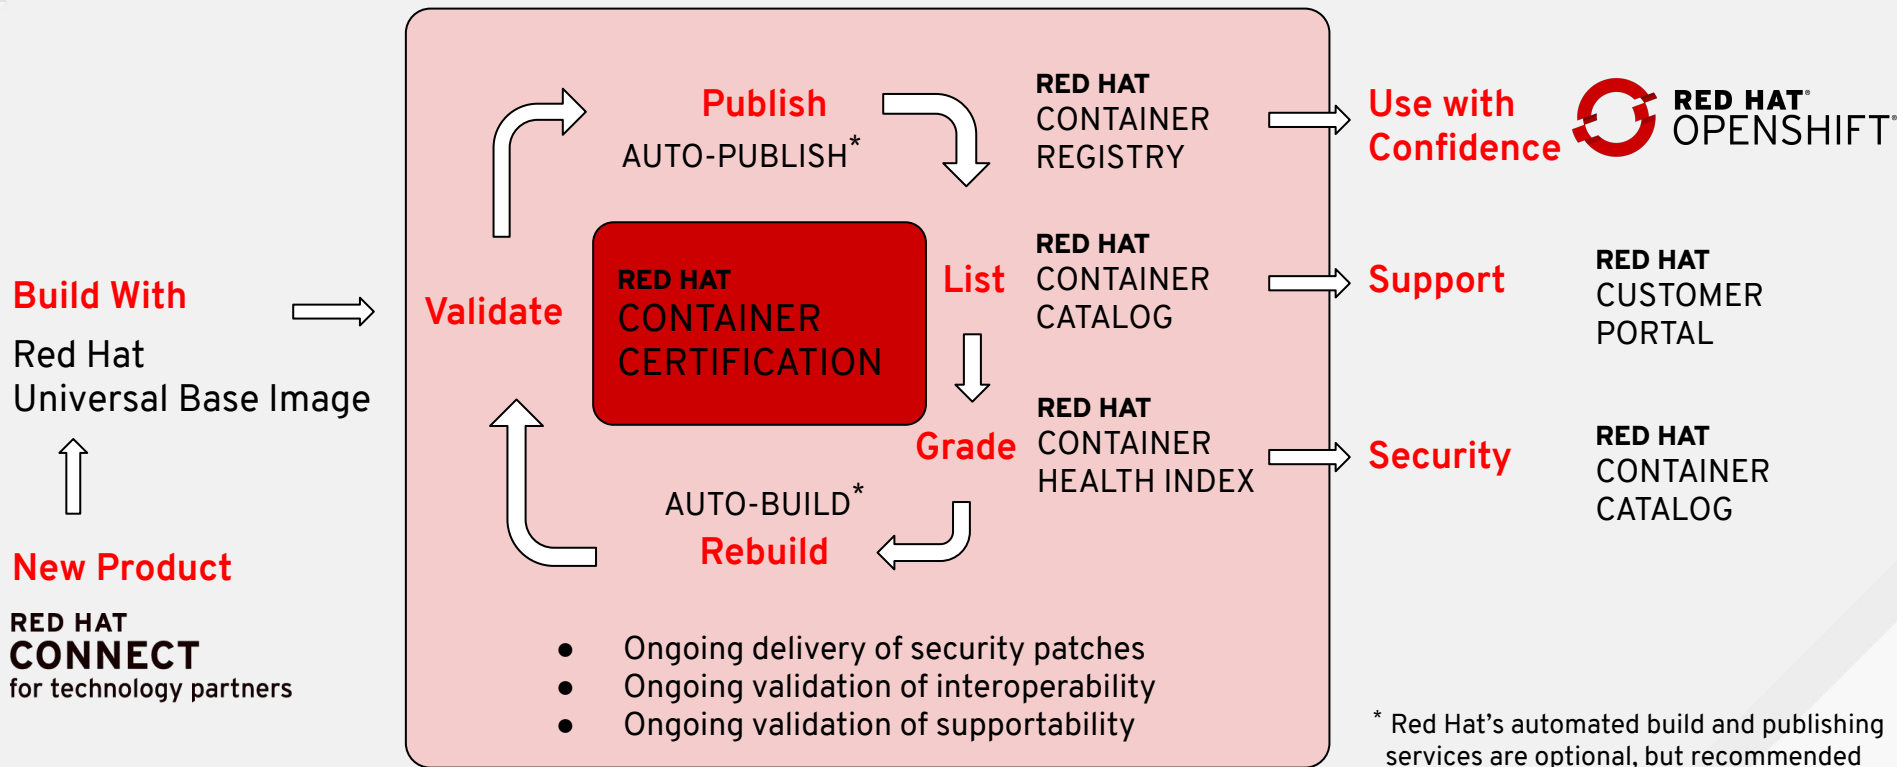 New Product
RED HAT
CONNECT
for technology partners
Build With
Red Hat
Universal Base Image
Validate
Publish
AUTO-PUBLISH*
RED HAT
CONTAINER
CERTIFICATION
RED HAT
CONTAINER
REGISTRY
List
RED HAT
CONTAINER
CATALOG
Grade
RED HAT
CONTAINER
HEALTH INDEX
AUTO-BUILD*
Rebuild
● Ongoing delivery of security patches
● Ongoing validation of interoperability
● Ongoing validation of supportability
Use with
Confidence
RED HAT®
OPENSHIFT®
Support
RED HAT
CUSTOMER
PORTAL
Security
RED HAT
CONTAINER
CATALOG
* Red Hat’s automated build and publishing
services are optional, but recommended